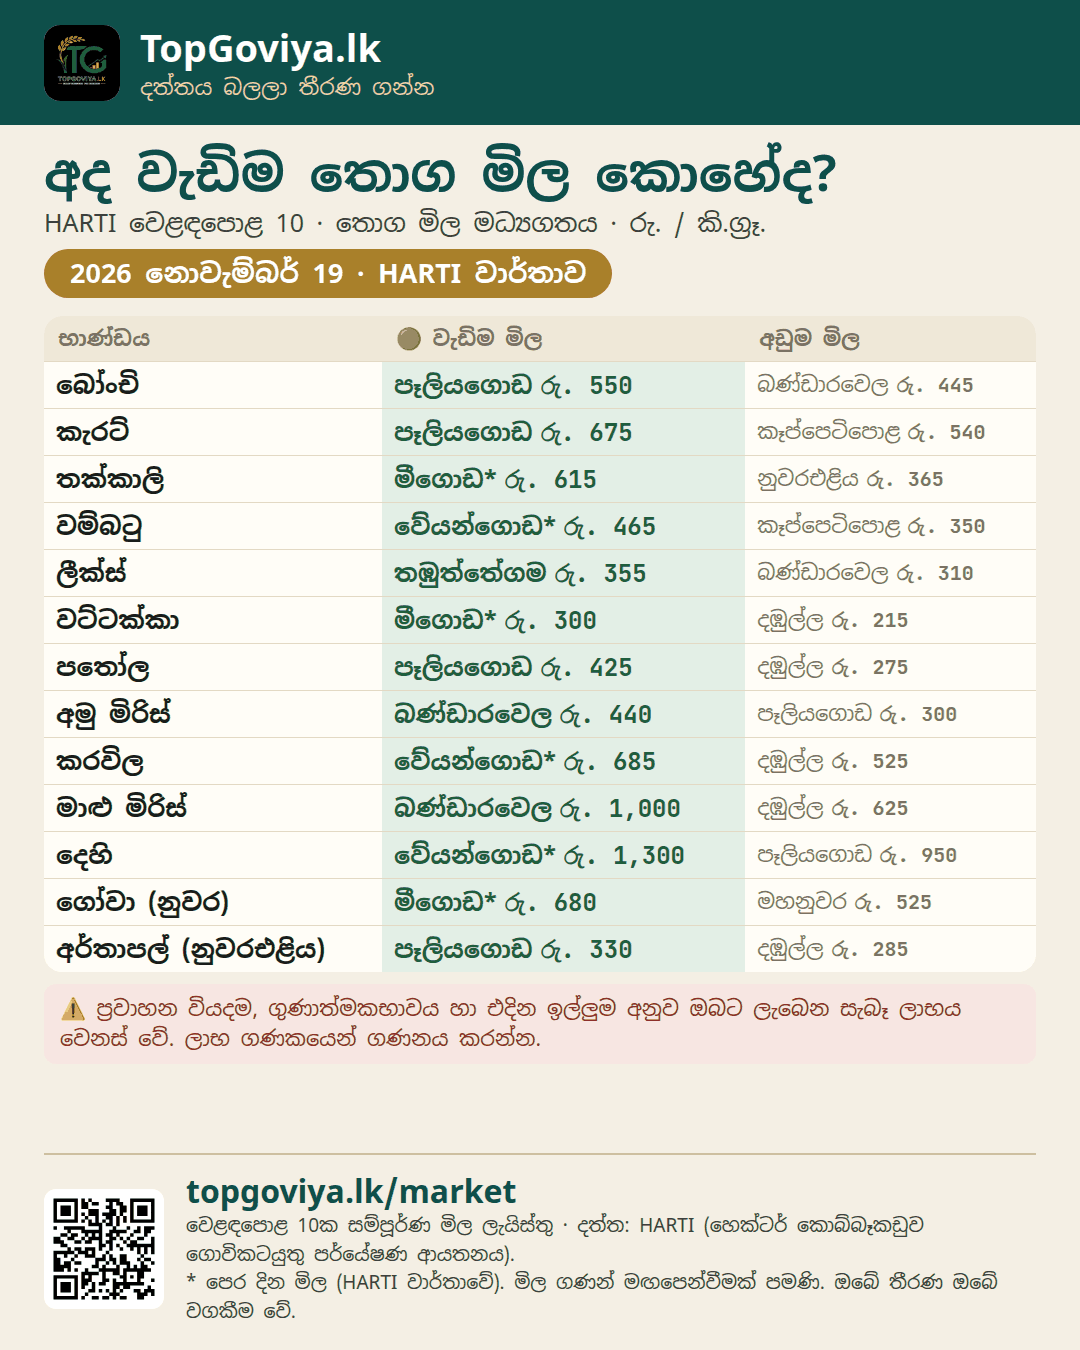 TG
TOPGOVIYA.LK
TopGoviya.lk
දත්තය බලලා තීරණ ගන්න
අද වැඩිම තොග මිල කොහේද?
HARTI වෙළඳපොළ 10 · තොග මිල මධ්‍යගතය · රු. / කි.ග්‍රෑ.
2026 නොවැම්බර් 19 · HARTI වාර්තාව
භාණ්ඩය වැඩිම මිල අඩුම මිල
බෝංචි පෑලියගොඩ රු. 550 බණ්ඩාරවෙල රු. 445
කැරට් පෑලියගොඩ රු. 675 කෑප්පෙටිපොළ රු. 540
තක්කාලි මීගොඩ* රු. 615 නුවරඑළිය රු. 365
වම්බටු වේයන්ගොඩ* රු. 465 කෑප්පෙටිපොළ රු. 350
ලීක්ස් තඹුත්තේගම රු. 355 බණ්ඩාරවෙල රු. 310
වට්ටක්කා මීගොඩ* රු. 300 දඹුල්ල රු. 215
පතෝල පෑලියගොඩ රු. 425 දඹුල්ල රු. 275
අමු මිරිස් බණ්ඩාරවෙල රු. 440 පෑලියගොඩ රු. 300
කරවිල වේයන්ගොඩ* රු. 685 දඹුල්ල රු. 525
මාළු මිරිස් බණ්ඩාරවෙල රු. 1,000 දඹුල්ල රු. 625
දෙහි වේයන්ගොඩ* රු. 1,300 පෑලියගොඩ රු. 950
ගෝවා (නුවර) මීගොඩ* රු. 680 මහනුවර රු. 525
අර්තාපල් (නුවරඑළිය) පෑලියගොඩ රු. 330 දඹුල්ල රු. 285
⚠️ ප්‍රවාහන වියදම, ගුණාත්මකභාවය හා එදින ඉල්ලුම අනුව ඔබට ලැබෙන සැබෑ ලාභය
වෙනස් වේ. ලාභ ගණකයෙන් ගණනය කරන්න.
topgoviya.lk/market
වෙළඳපොළ 10ක සම්පූර්ණ මිල ලැයිස්තු · දත්ත: HARTI (හෙක්ටර් කොබ්බෑකඩුව
ගොවිකටයුතු පර්යේෂණ ආයතනය).
* පෙර දින මිල (HARTI වාර්තාවේ). මිල ගණන් මඟපෙන්වීමක් පමණි. ඔබේ තීරණ ඔබේ
වගකීම වේ.